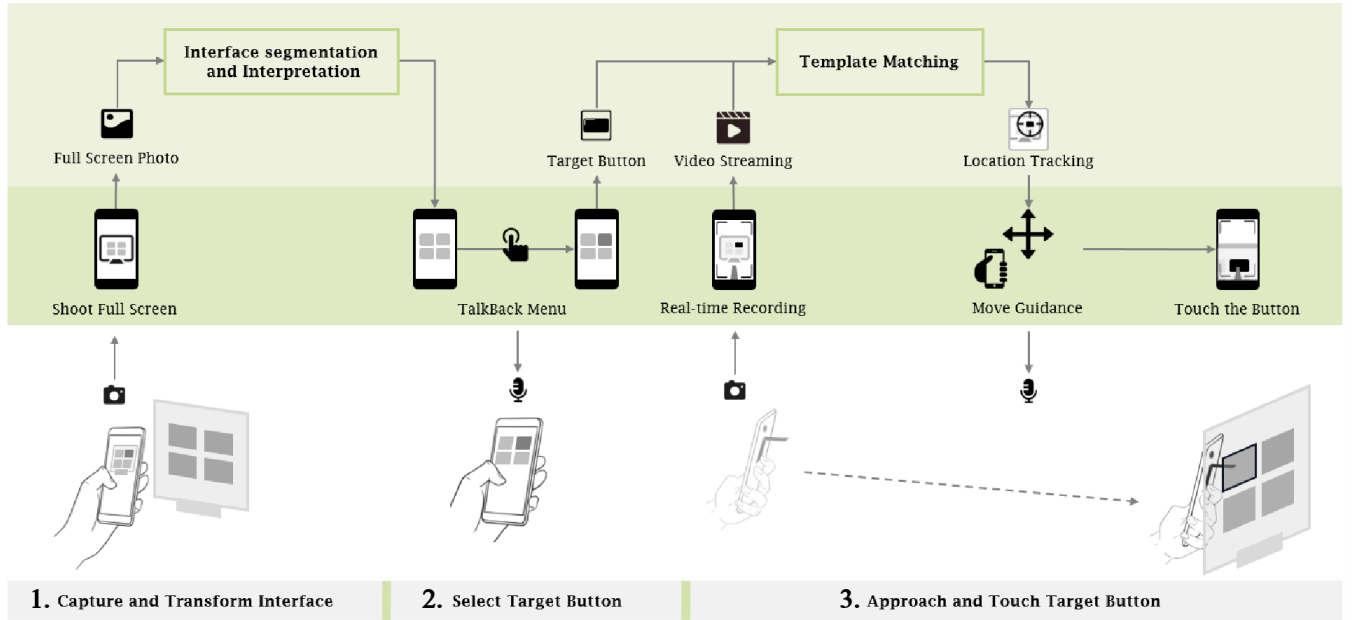 Interface segmentation
and Interpretation
Template Matching
Full Screen Photo
Target Button
Video Streaming
Location Tracking
Shoot Full Screen
TalkBack Menu
Real-time Recording
Move Guidance
Touch the Button
1. Capture and Transform Interface
2. Select Target Button
3. Approach and Touch Target Button